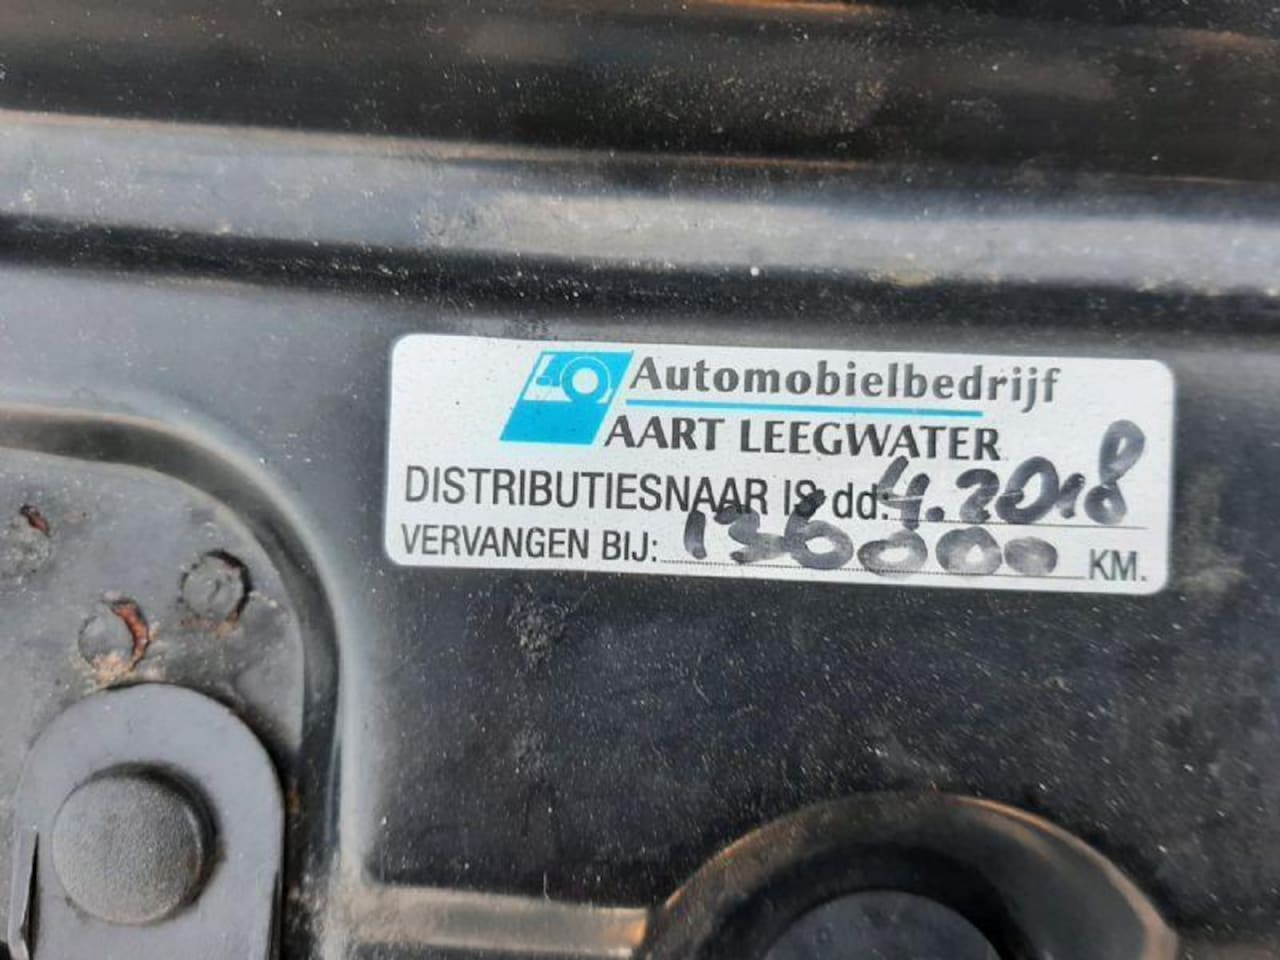 Automobielbedrijf
AART LEEGWATER
DISTRIBUTIESNAAR IS dd: 4.2018
VERVANGEN BIJ: 136000 KM.